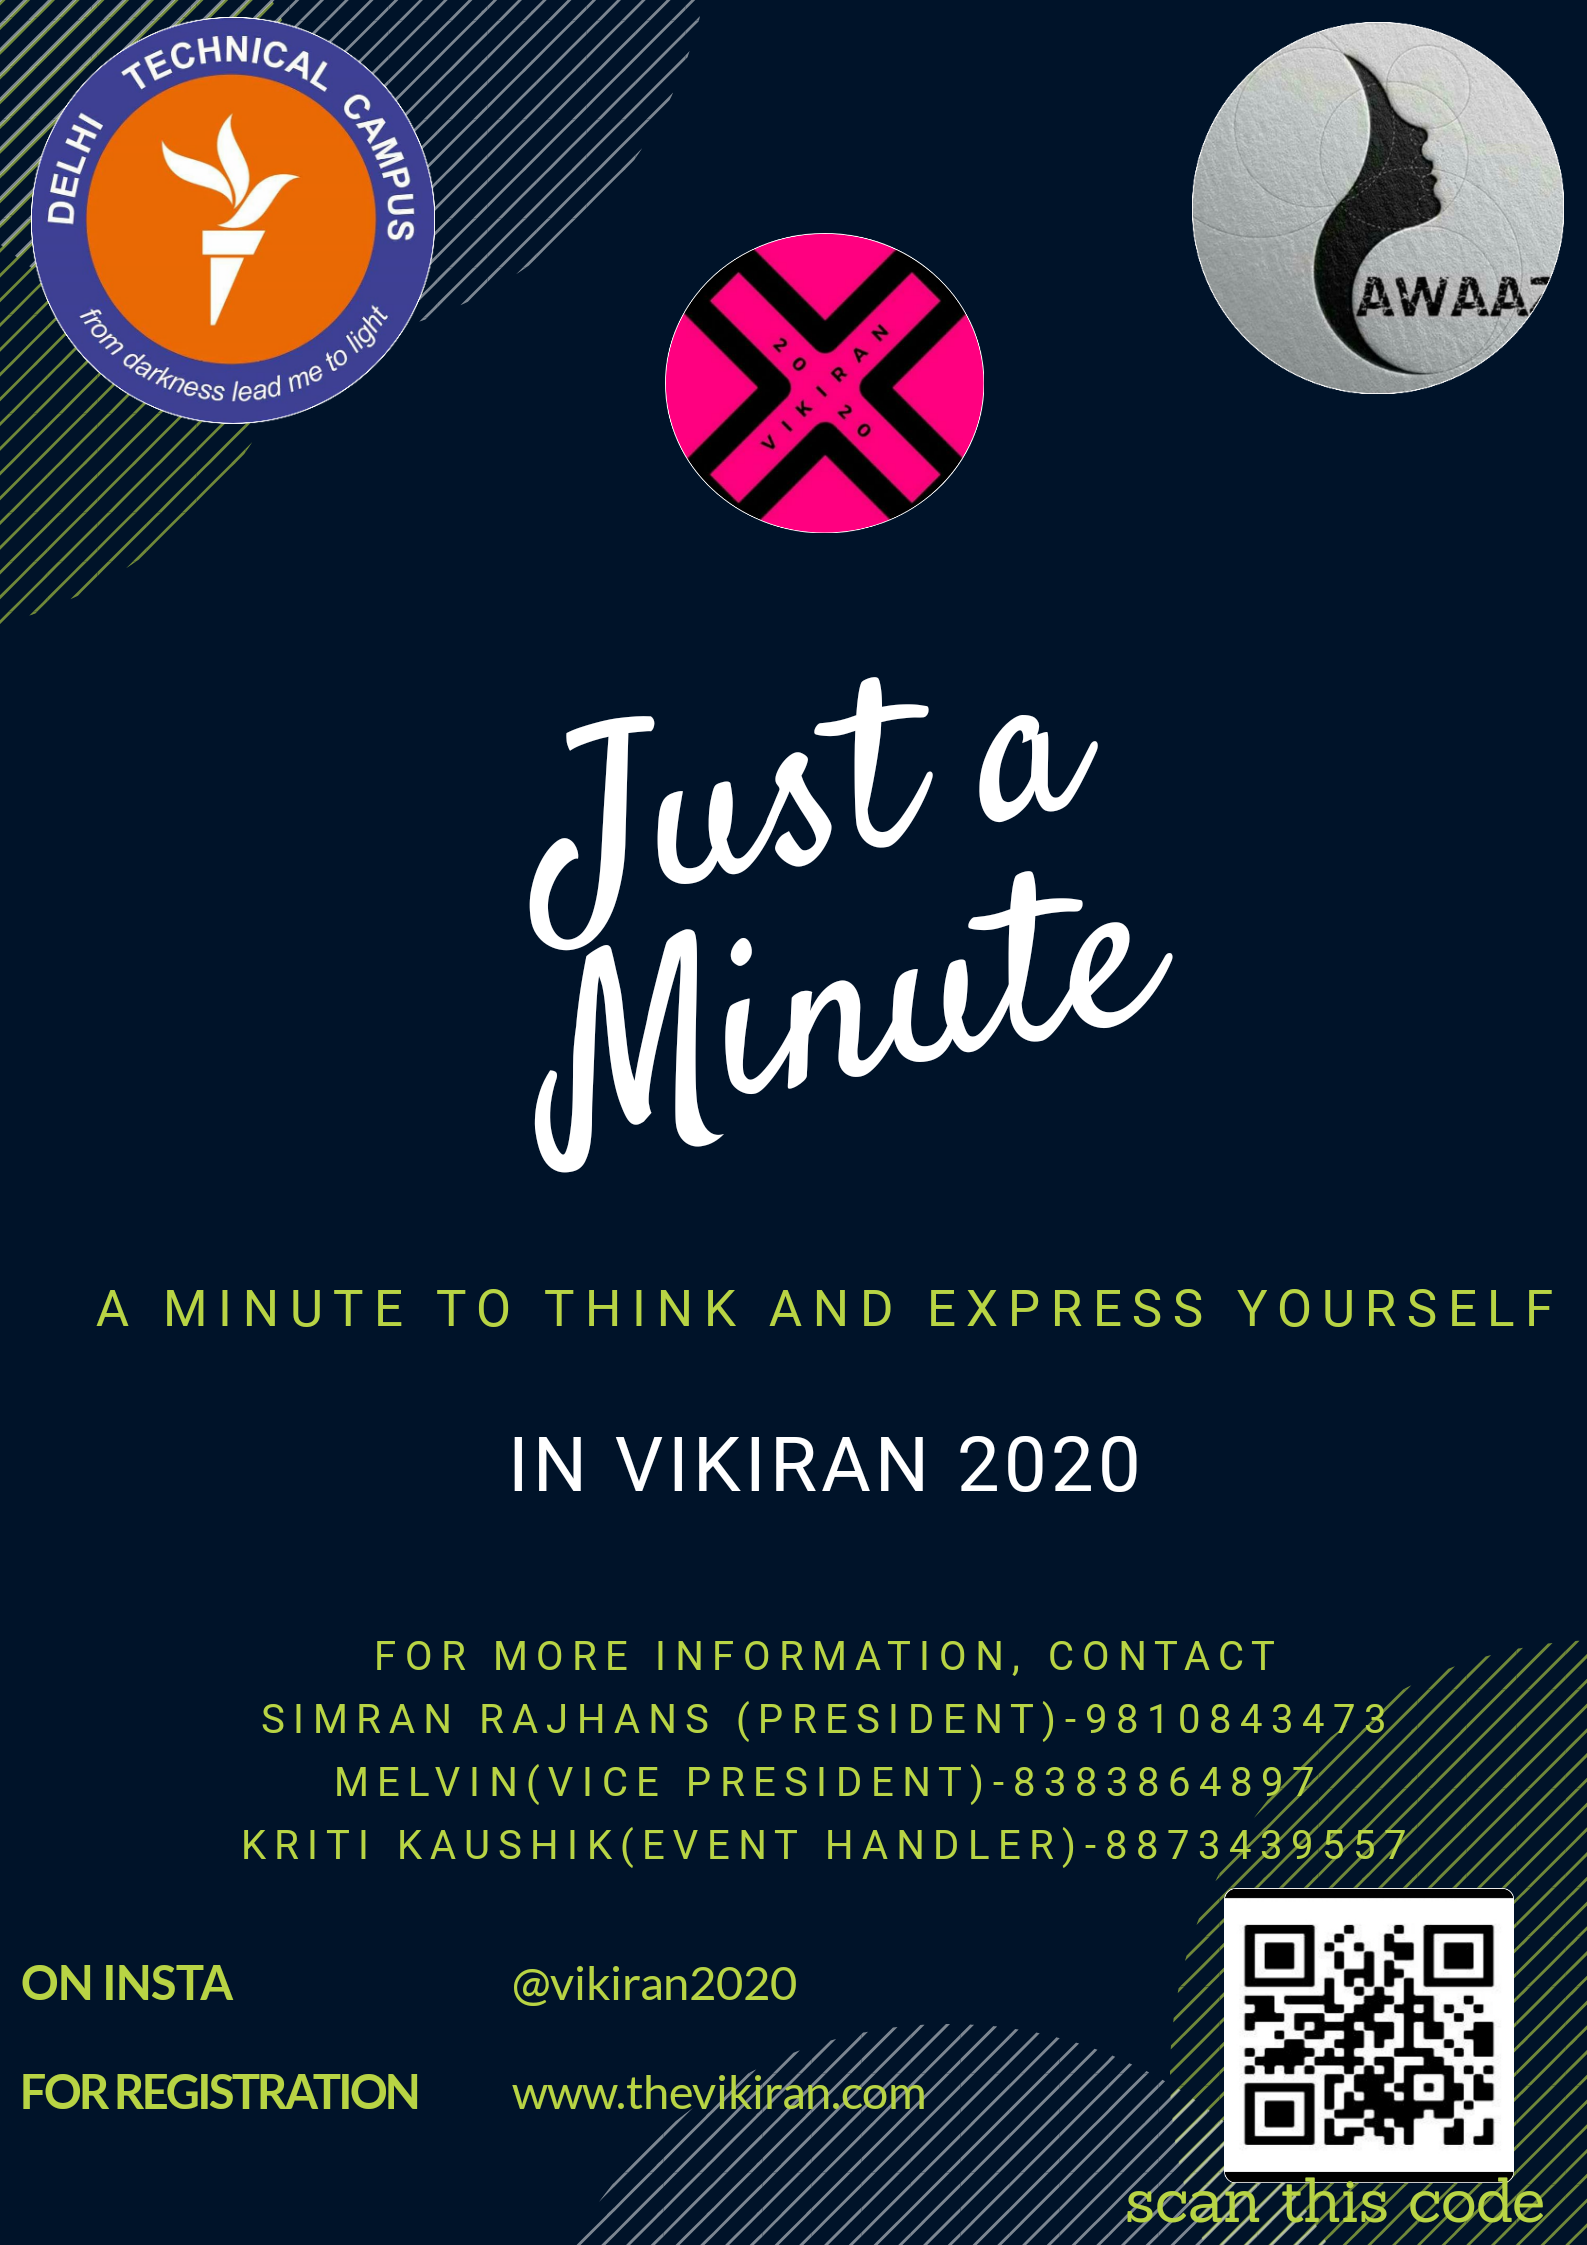 DELHI TECHNICAL CAMPUS
from darkness lead me to light
AWAAZ
20 20
VIKIRAN
Just a
Minute
A MINUTE TO THINK AND EXPRESS YOURSELF
IN VIKIRAN 2020
FOR MORE INFORMATION, CONTACT
SIMRAN RAJHANS (PRESIDENT)-9810843473
MELVIN(VICE PRESIDENT)-8383864897
KRITI KAUSHIK(EVENT HANDLER)-8873439557
ON INSTA @vikiran2020
FOR REGISTRATION www.thevikiran.com
scan this code